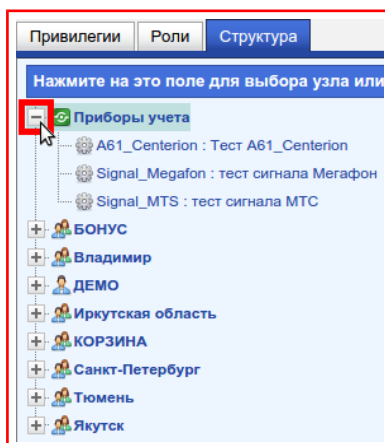 Привилегии Роли Структура
Нажмите на это поле для выбора узла или
Приборы учета
A61_Centerion : Тест A61_Centerion
Signal_Megafon : тест сигнала Мегафон
Signal_MTS : тест сигнала МТС
БОНУС
Владимир
ДЕМО
Иркутская область
КОРЗИНА
Санкт-Петербург
Тюмень
Якутск